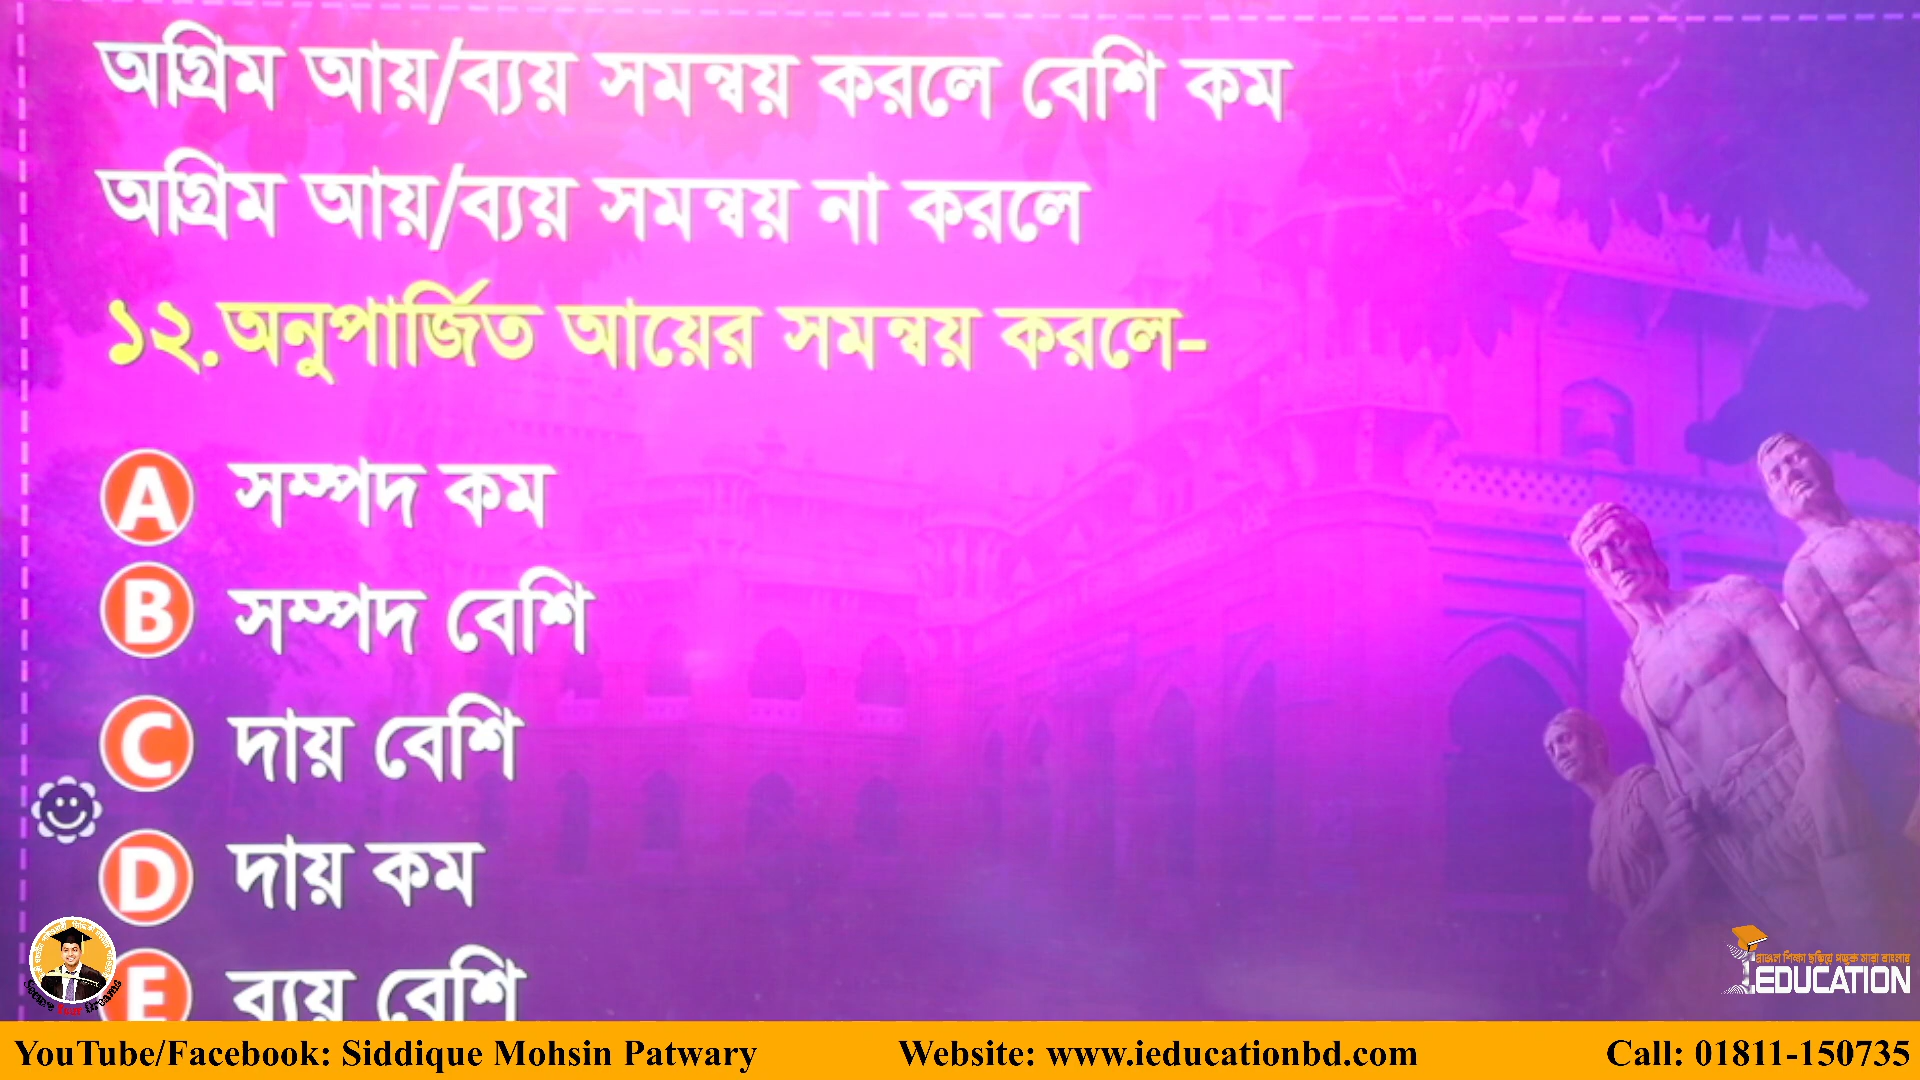 অগ্রিম আয়/ব্যয় সমন্বয় করলে বেশি কম
অগ্রিম আয়/ব্যয় সমন্বয় না করলে
১২.অনুপার্জিত আয়ের সমন্বয় করলে-
A সম্পদ কম
B সম্পদ বেশি
C দায় বেশি
D দায় কম
E ব্যয় বেশি
EDUCATION
YouTube/Facebook: Siddique Mohsin Patwary Website: www.ieducationbd.com Call: 01811-150735